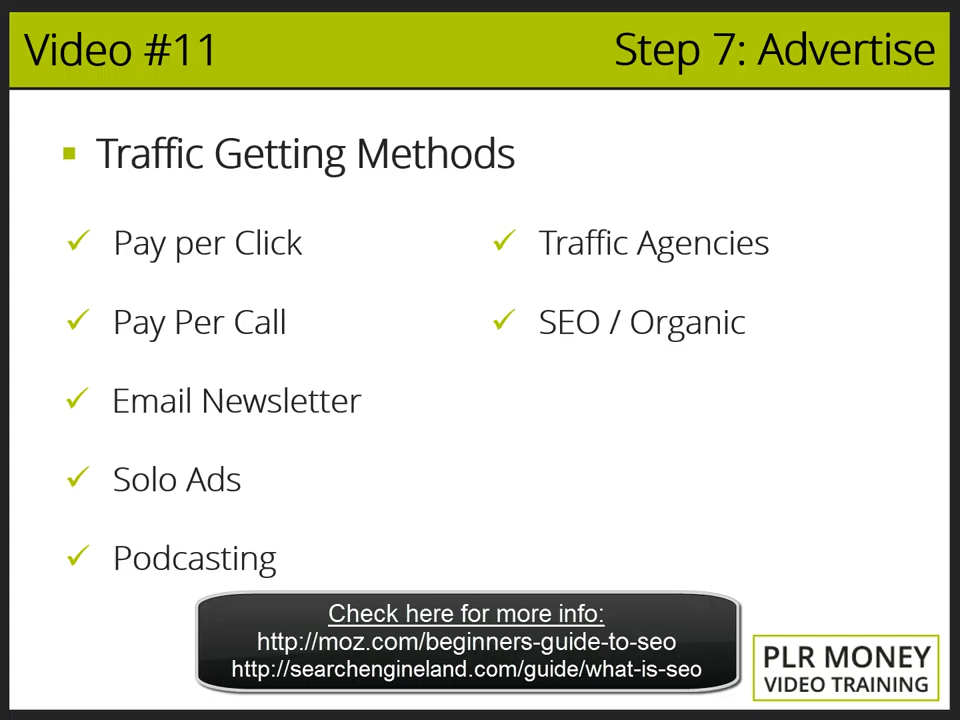 Video #11
Step 7: Advertise
Traffic Getting Methods
Pay per Click
Pay Per Call
Email Newsletter
Solo Ads
Podcasting
Traffic Agencies
SEO / Organic
Check here for more info:
http://moz.com/beginners-guide-to-seo
http://searchengineland.com/guide/what-is-seo
PLR MONEY
VIDEO TRAINING